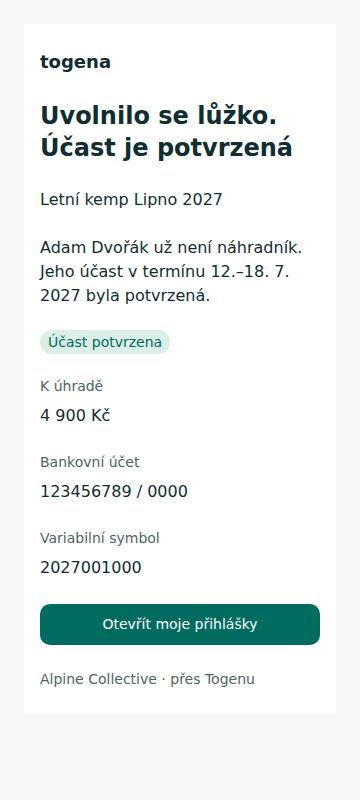 togena
Uvolnilo se lůžko.
Účast je potvrzená
Letní kemp Lipno 2027
Adam Dvořák už není náhradník.
Jeho účast v termínu 12.–18. 7.
2027 byla potvrzená.
Účast potvrzena
K úhradě
4 900 Kč
Bankovní účet
123456789 / 0000
Variabilní symbol
2027001000
Otevřít moje přihlášky
Alpine Collective · přes Togenu